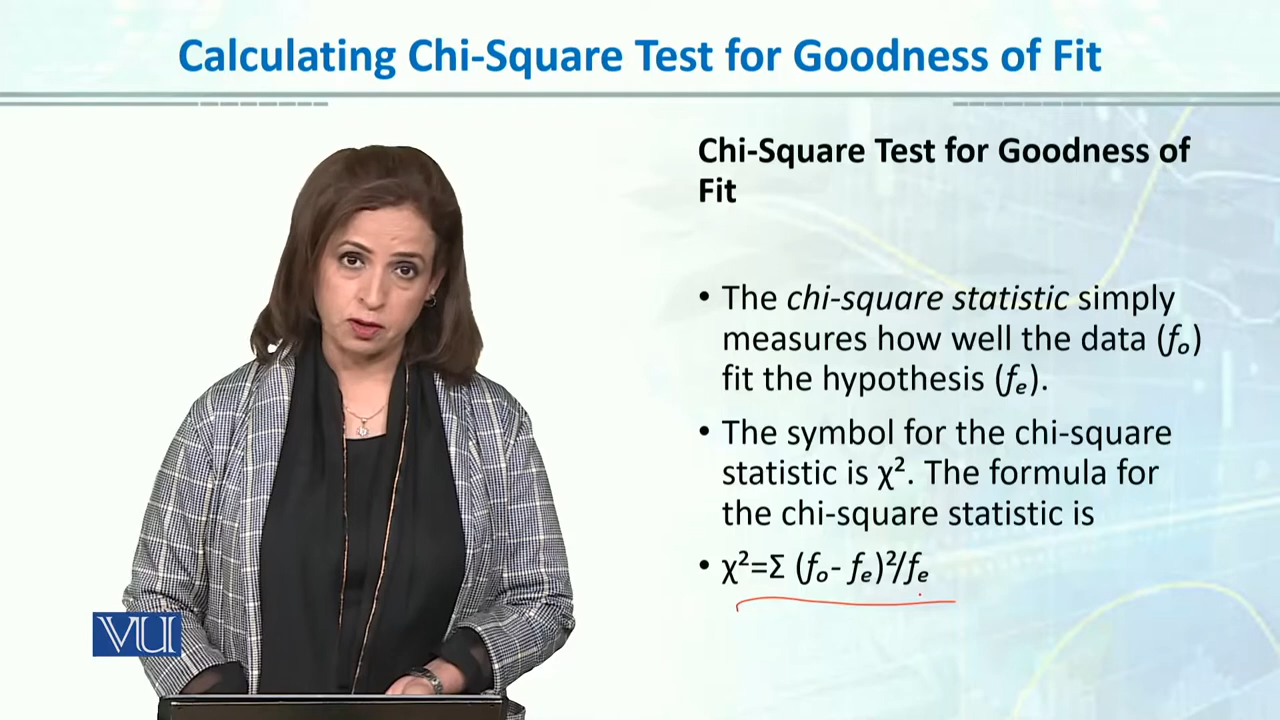 Calculating Chi-Square Test for Goodness of Fit
Chi-Square Test for Goodness of
Fit
• The chi-square statistic simply
measures how well the data (fₒ)
fit the hypothesis (fₑ).
• The symbol for the chi-square
statistic is χ². The formula for
the chi-square statistic is
• χ²=Σ (fₒ- fₑ)²/fₑ
VU